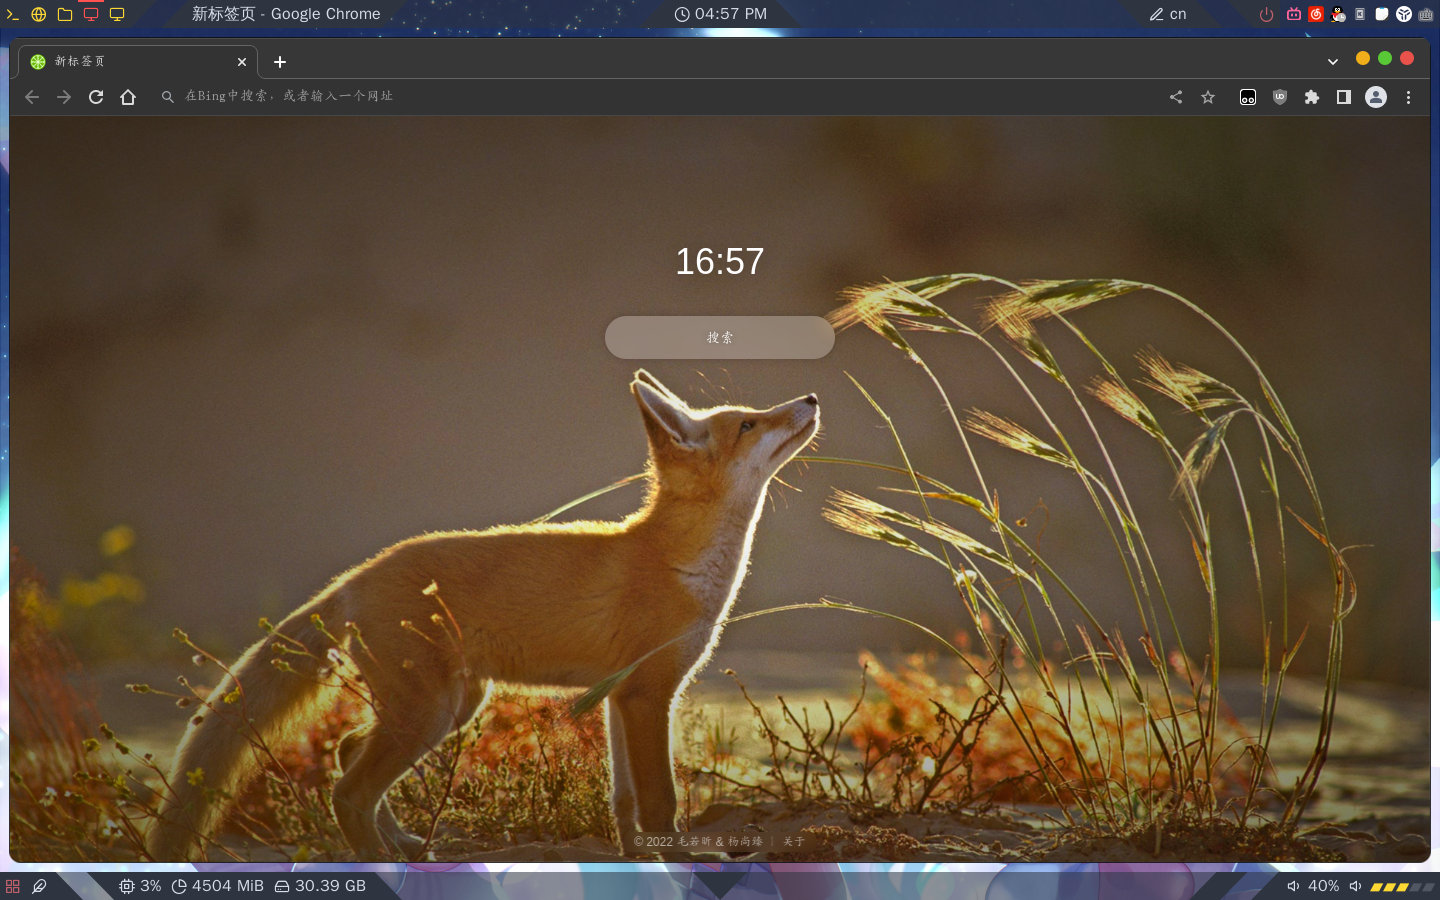 新标签页 - Google Chrome
04:57 PM
cn
新标签页
在Bing中搜索，或者输入一个网址
16:57
搜索
© 2022 毛若昕 & 杨尚臻 | 关于
3% 4504 MiB 30.39 GB
40%